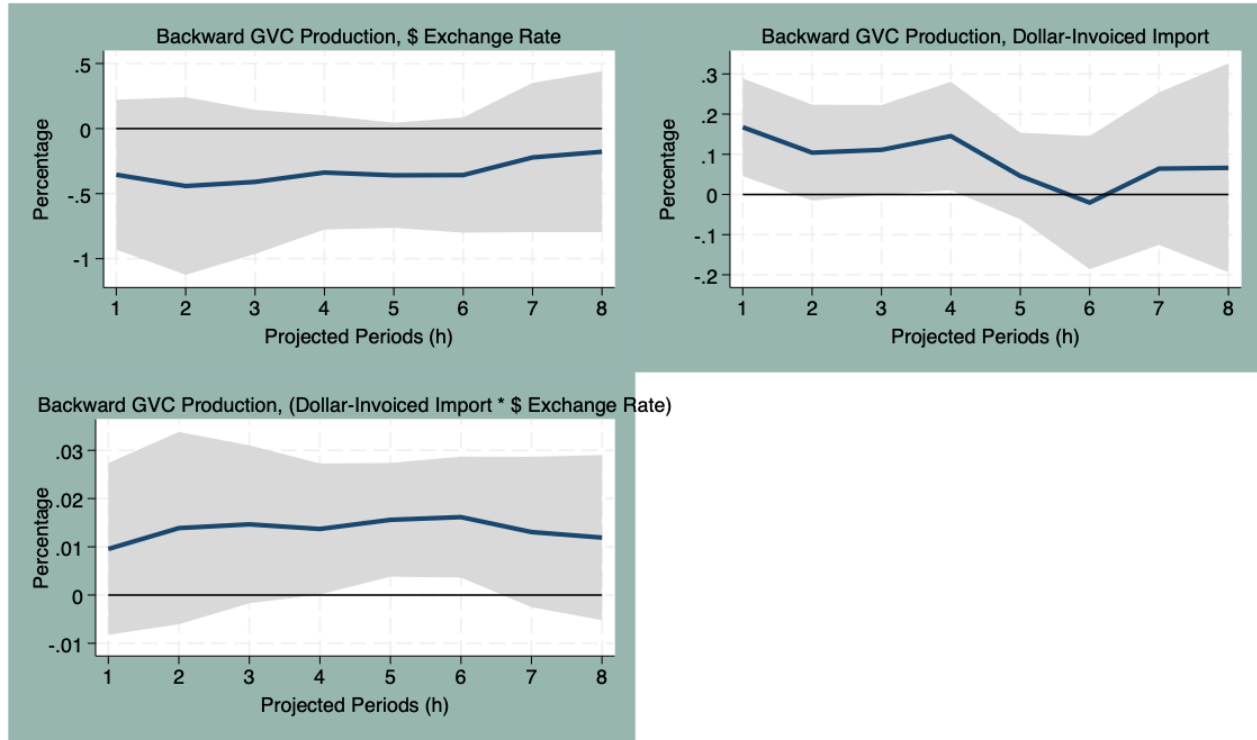 Backward GVC Production, $ Exchange Rate
Percentage
.5
0
-.5
-1
1 2 3 4 5 6 7 8
Projected Periods (h)
Backward GVC Production, Dollar-Invoiced Import
Percentage
.3
.2
.1
0
-.1
-.2
1 2 3 4 5 6 7 8
Projected Periods (h)
Backward GVC Production, (Dollar-Invoiced Import * $ Exchange Rate)
Percentage
.03
.02
.01
0
-.01
1 2 3 4 5 6 7 8
Projected Periods (h)